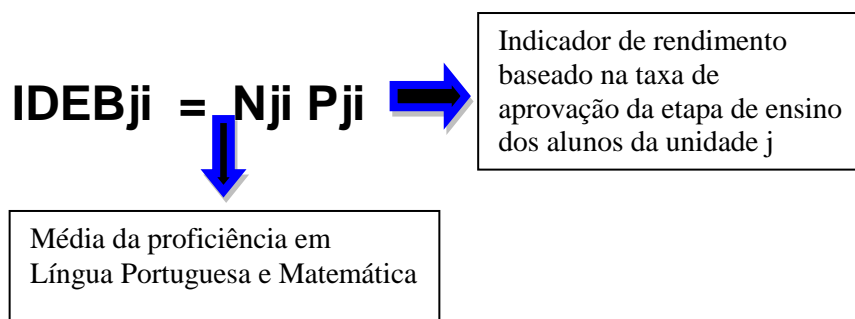 IDEBji = Nji Pji
Indicador de rendimento
baseado na taxa de
aprovação da etapa de ensino
dos alunos da unidade j
Média da proficiência em
Língua Portuguesa e Matemática